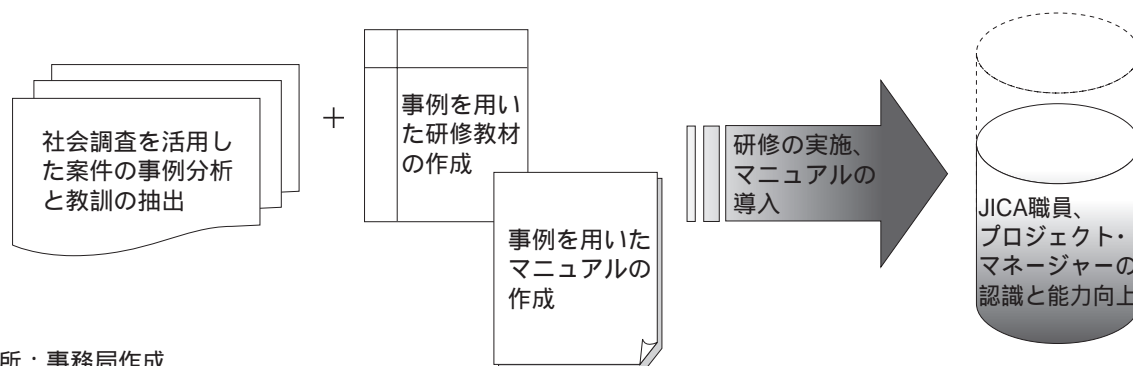 社会調査を活用し
た案件の事例分析
と教訓の抽出
+
事例を用い
た研修教材
の作成
事例を用いた
マニュアルの
作成
研修の実施、
マニュアルの
導入
JICA職員、
プロジェクト・
マネージャーの
認識と能力向上
所:事務局作成